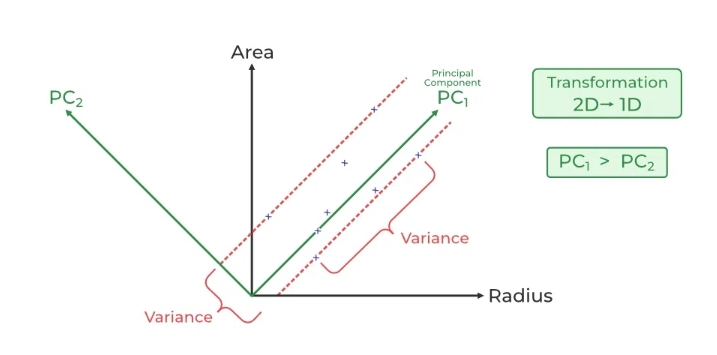 Area
Principal
Component
PC₂
PC₁
Transformation
2D→ 1D
PC₁ > PC₂
Variance
Radius
Variance